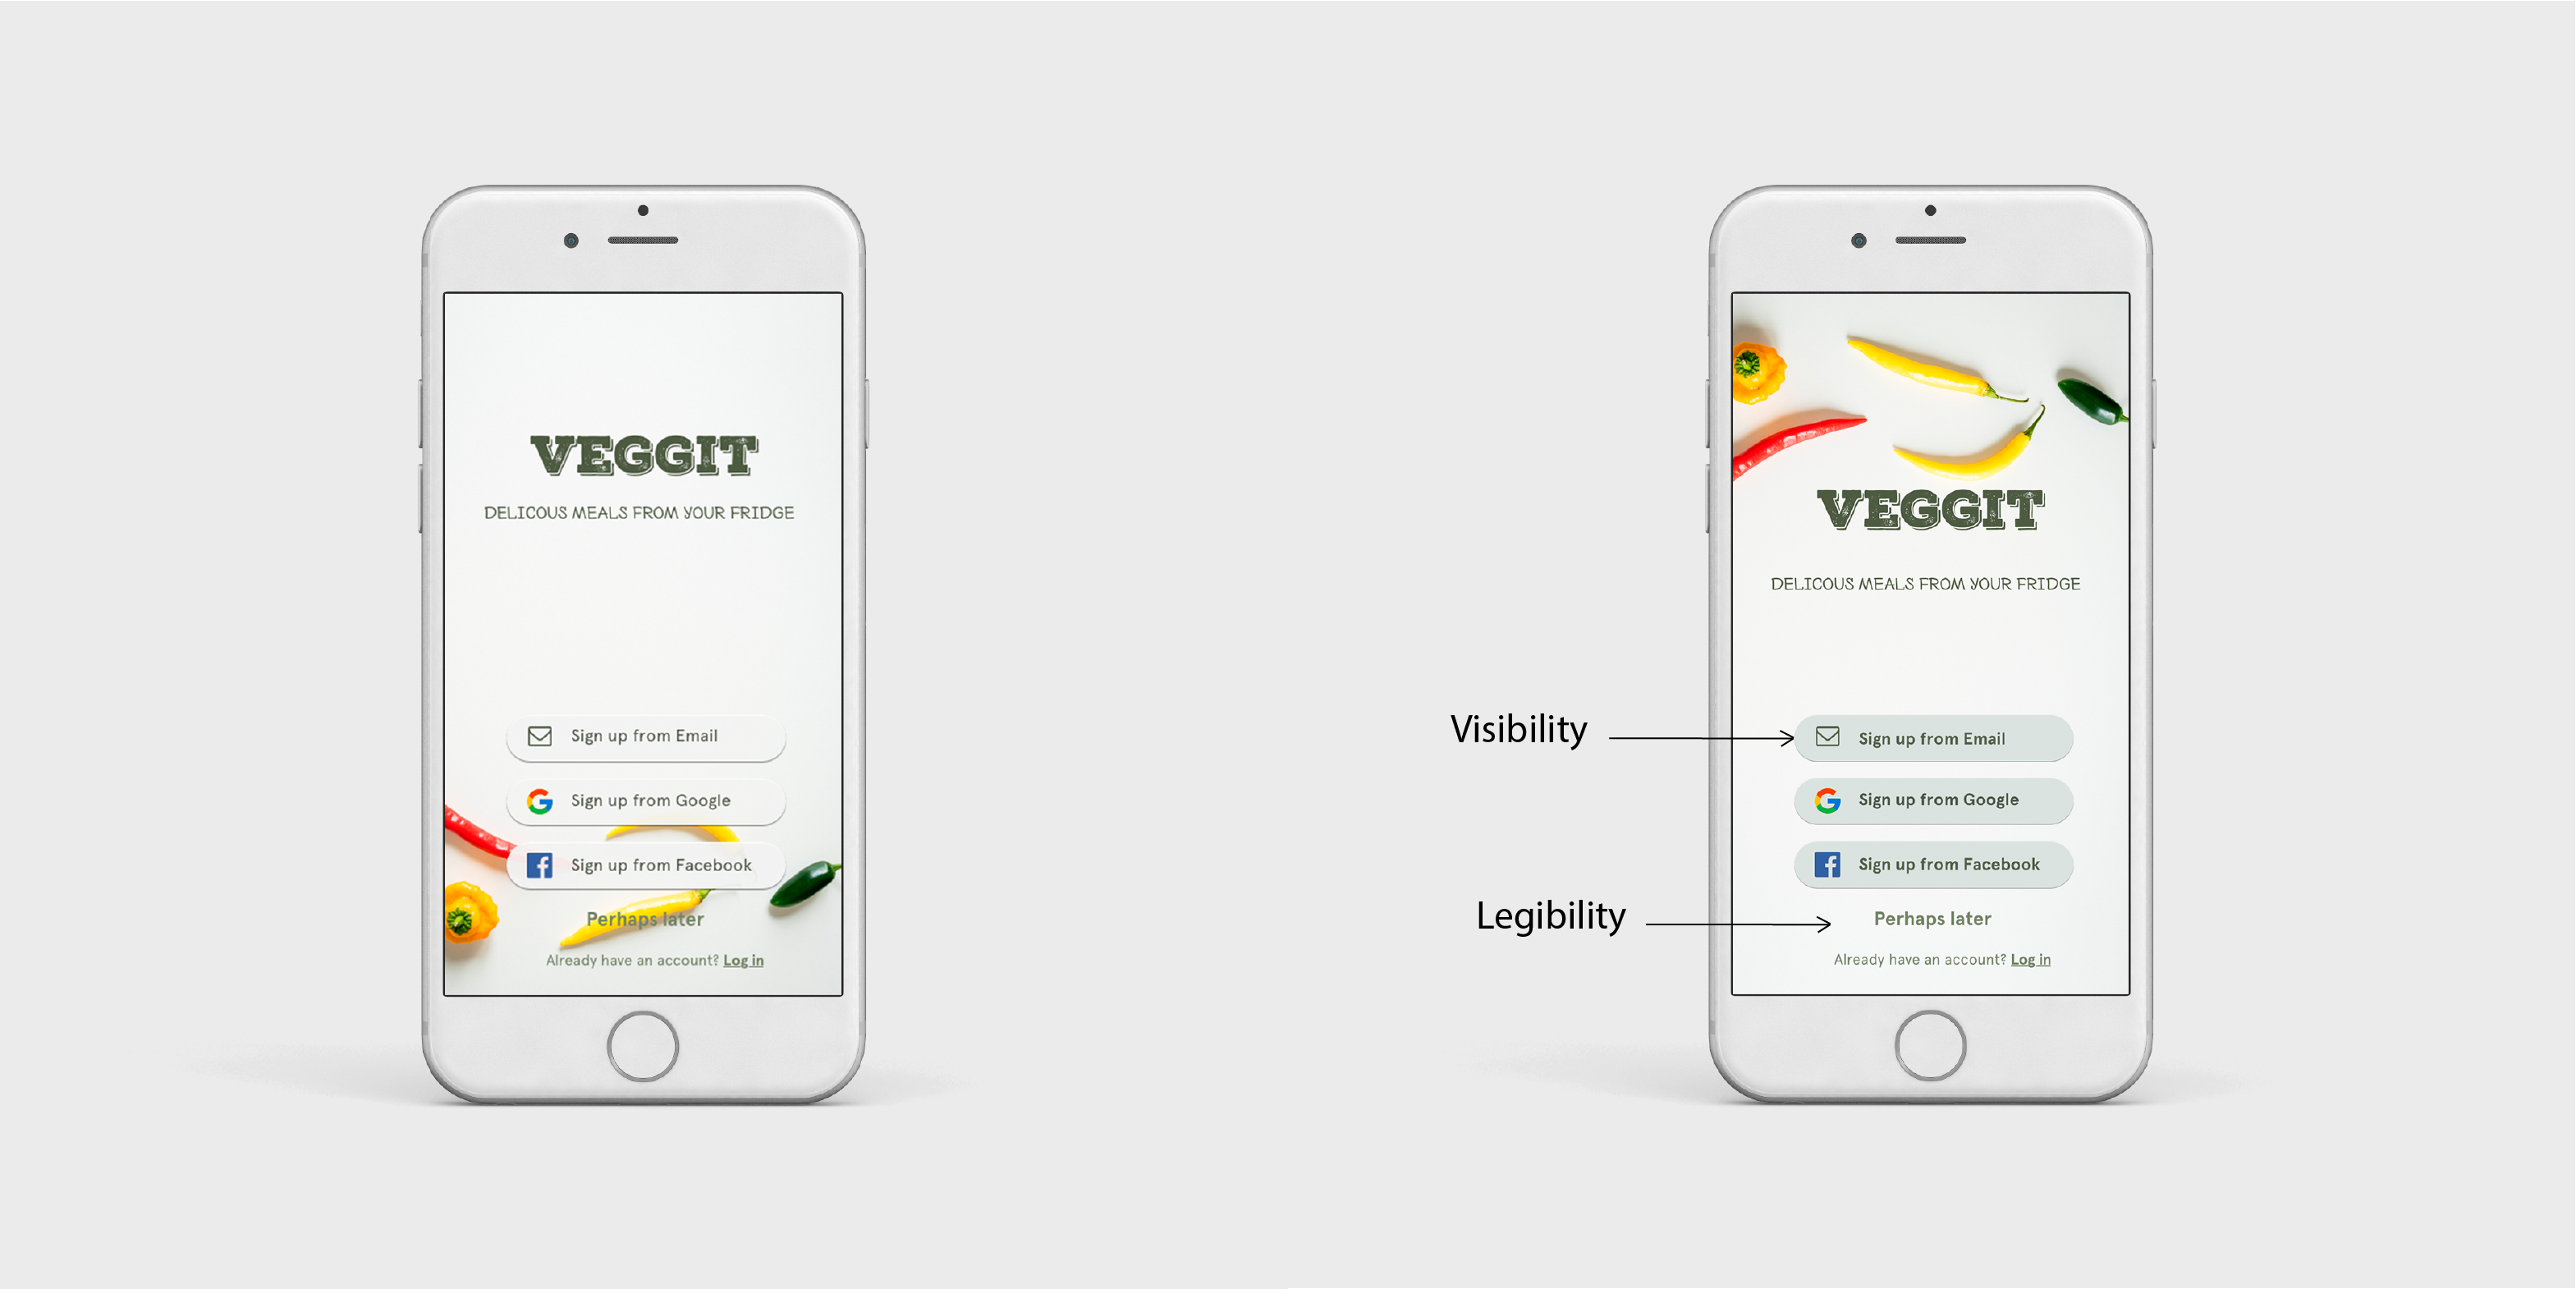 VEGGIT
DELICOUS MEALS FROM YOUR FRIDGE
Sign up from Email
Sign up from Google
Sign up from Facebook
Perhaps later
Already have an account? Log in
VEGGIT
DELICOUS MEALS FROM YOUR FRIDGE
Visibility
Sign up from Email
Sign up from Google
Sign up from Facebook
Legibility
Perhaps later
Already have an account? Log in